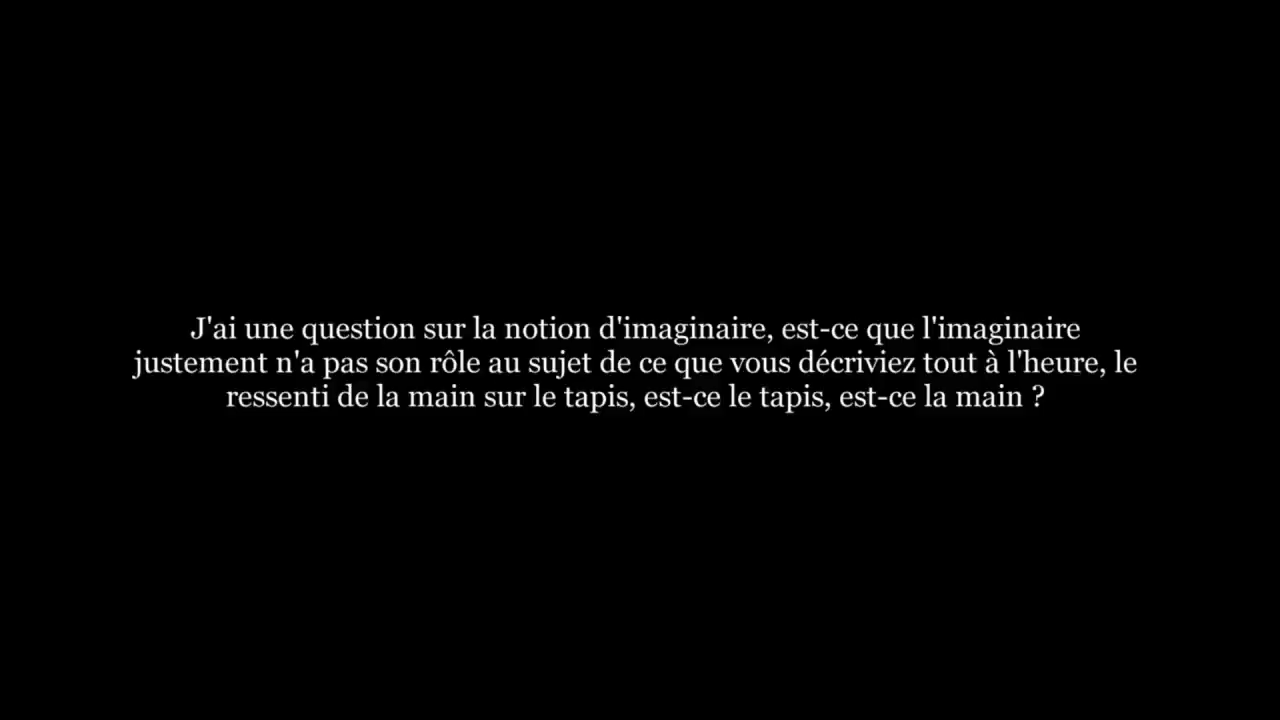 J'ai une question sur la notion d'imaginaire, est-ce que l'imaginaire
justement n'a pas son rôle au sujet de ce que vous décriviez tout à l'heure, le
ressenti de la main sur le tapis, est-ce le tapis, est-ce la main ?